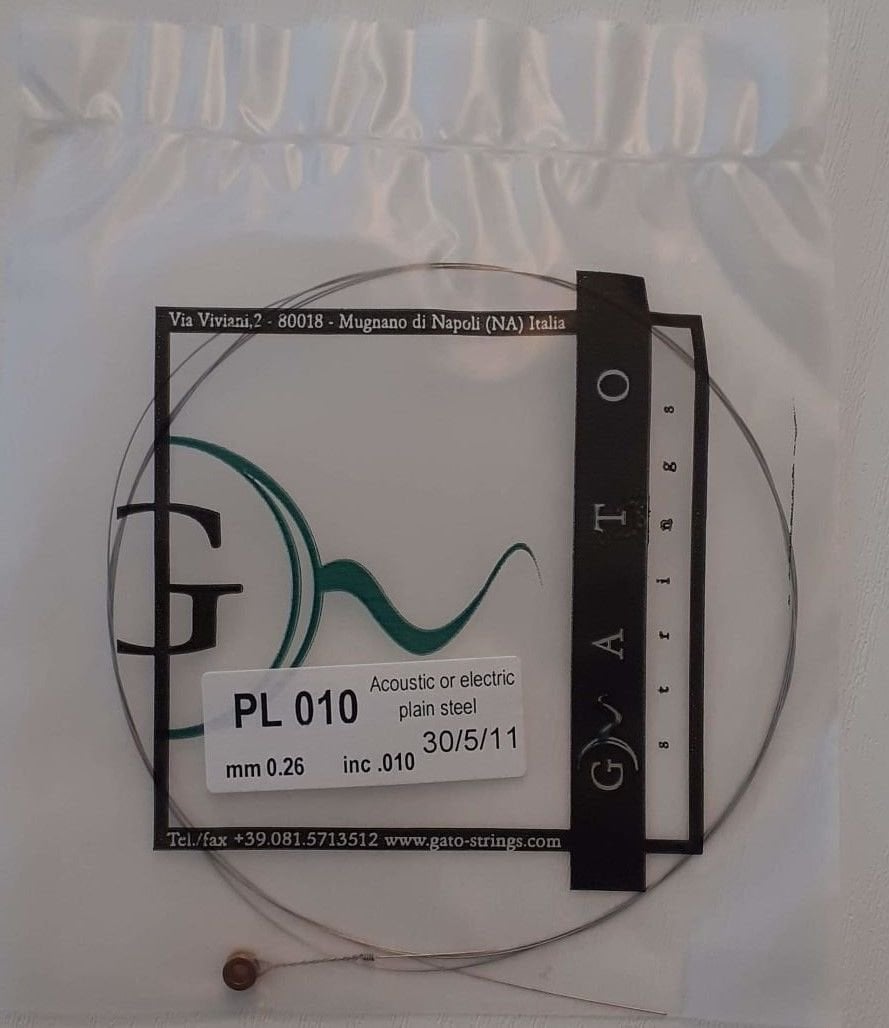 Via Viviani,2 - 80018 - Mugnano di Napoli (NA) Italia
G
GATO
strings
PL 010
Acoustic or electric
plain steel
30/5/11
mm 0.26 inc .010
Tel./fax +39.081.5713512 www.gato-strings.com